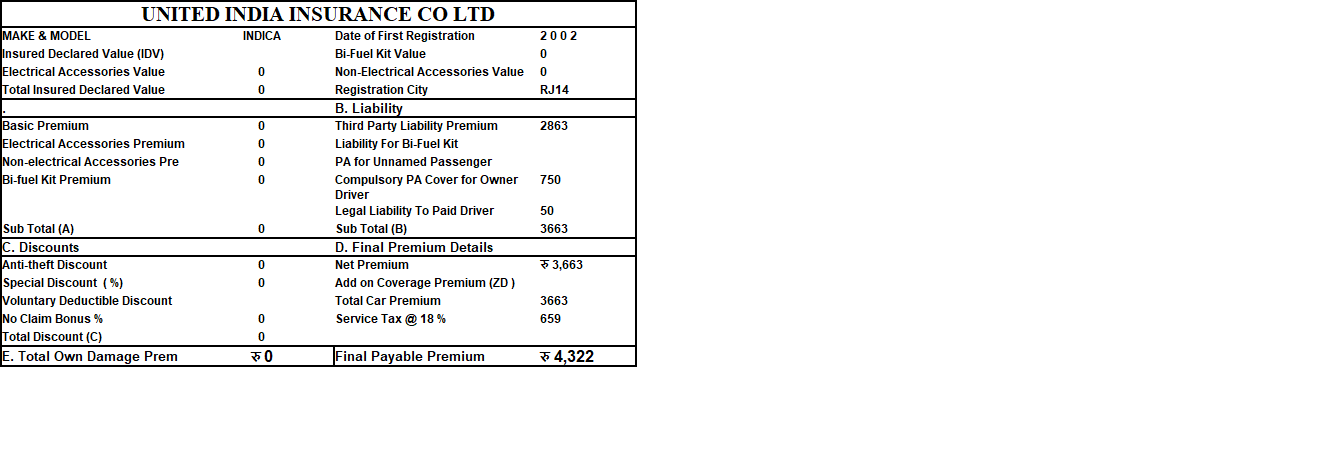 UNITED INDIA INSURANCE CO LTD
MAKE & MODEL INDICA Date of First Registration 2 0 0 2
Insured Declared Value (IDV) Bi-Fuel Kit Value 0
Electrical Accessories Value 0 Non-Electrical Accessories Value 0
Total Insured Declared Value 0 Registration City RJ14
. B. Liability
Basic Premium 0 Third Party Liability Premium 2863
Electrical Accessories Premium 0 Liability For Bi-Fuel Kit
Non-electrical Accessories Pre 0 PA for Unnamed Passenger
Bi-fuel Kit Premium 0 Compulsory PA Cover for Owner 750
Driver
Legal Liability To Paid Driver 50
Sub Total (A) 0 Sub Total (B) 3663
C. Discounts D. Final Premium Details
Anti-theft Discount 0 Net Premium रु 3,663
Special Discount ( %) 0 Add on Coverage Premium (ZD )
Voluntary Deductible Discount Total Car Premium 3663
No Claim Bonus % 0 Service Tax @ 18 % 659
Total Discount (C) 0
E. Total Own Damage Prem रु 0 Final Payable Premium रु 4,322